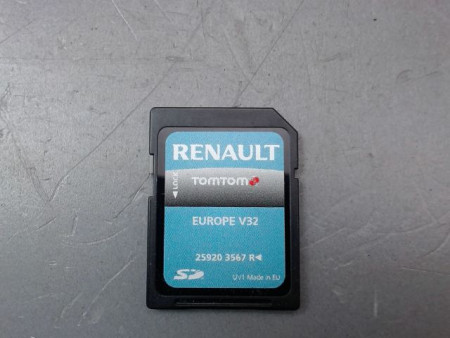 RENAULT
LOCK
TOMTOM
EUROPE V32
25920 3567 R
SD
Made in EU